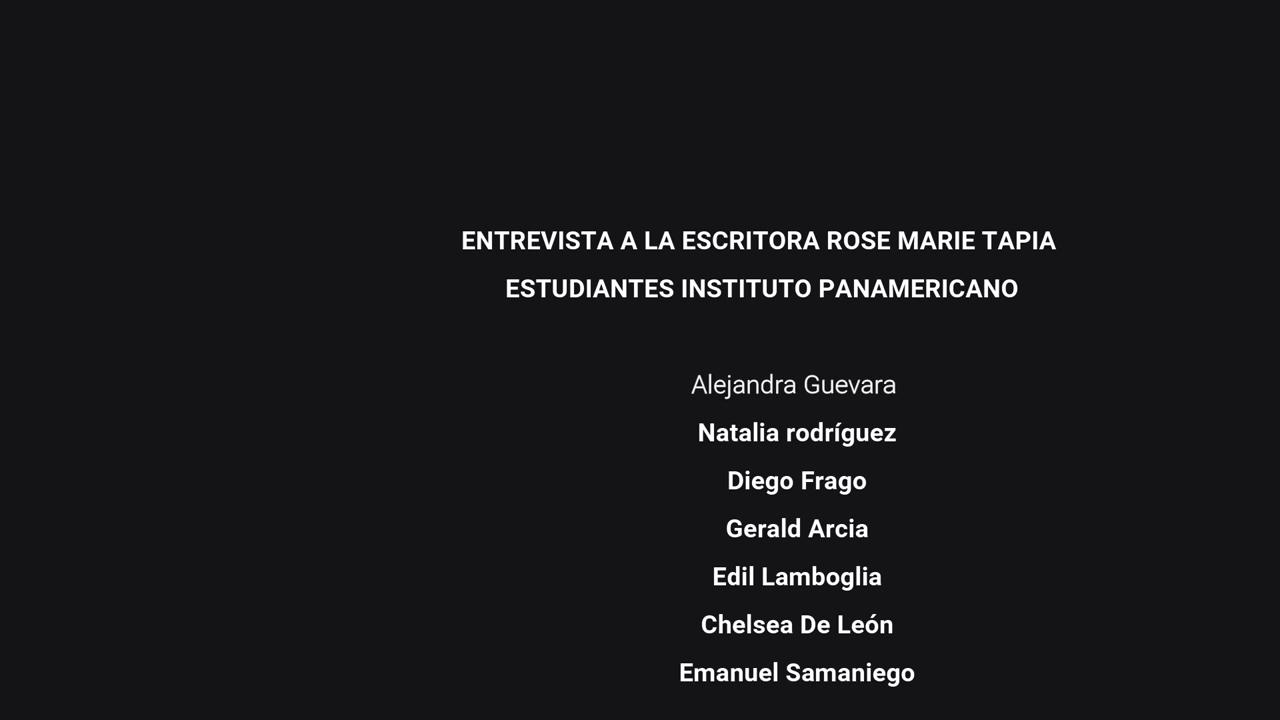 ENTREVISTA A LA ESCRITORA ROSE MARIE TAPIA
ESTUDIANTES INSTITUTO PANAMERICANO
Alejandra Guevara
Natalia rodríguez
Diego Frago
Gerald Arcia
Edil Lamboglia
Chelsea De León
Emanuel Samaniego